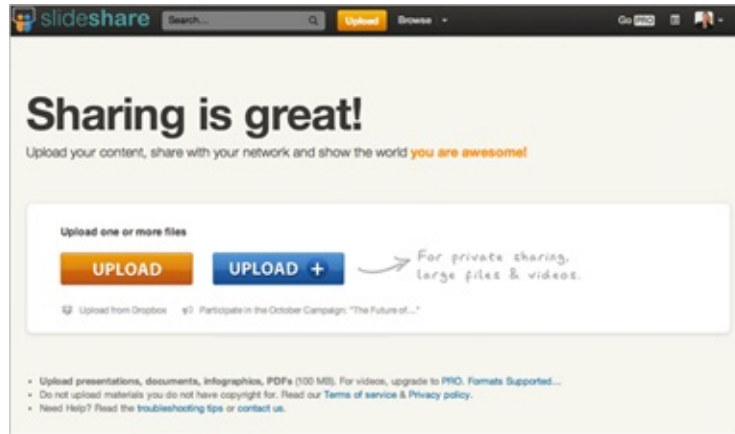 slideshare Search... Upload Browse Go PRO
Sharing is great!
Upload your content, share with your network and show the world you are awesome!
Upload one or more files
UPLOAD UPLOAD + For private sharing,
large files & videos.
Upload from Dropbox Participate in the October Campaign: "The Future of...."
Upload presentations, documents, infographics, PDFs (100 MB). For videos, upgrade to PRO. Formats Supported...
Do not upload materials you do not have copyright for. Read our Terms of service & Privacy policy.
Need Help? Read the troubleshooting tips or contact us.